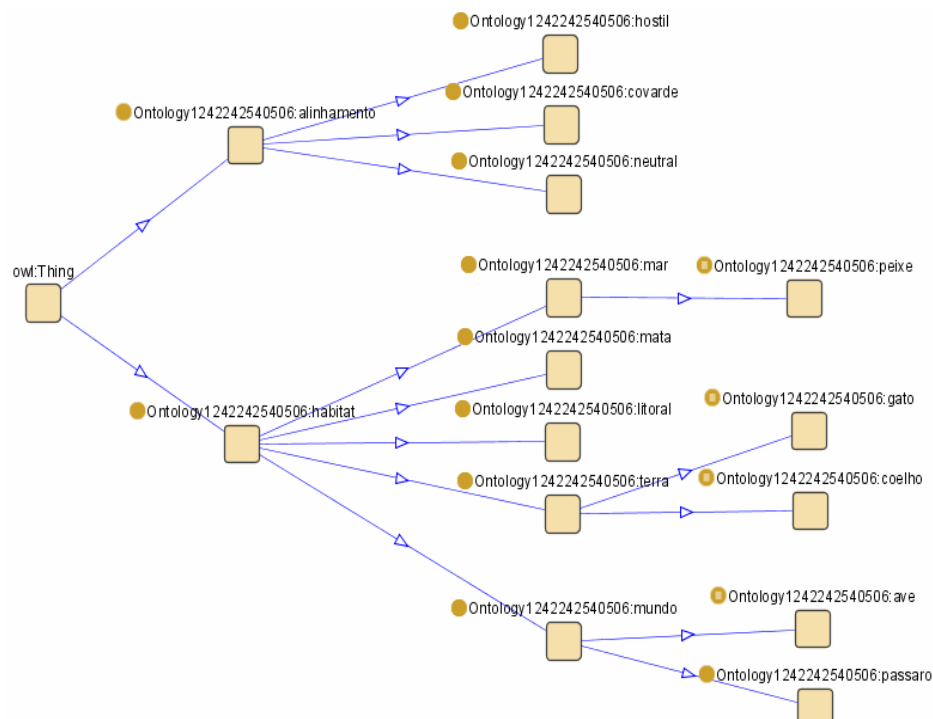 Ontology1242242540506:hostil
Ontology1242242540506:covarde
Ontology1242242540506:alinhamento
Ontology1242242540506:neutral
owl:Thing
Ontology1242242540506:mar
Ontology1242242540506:peixe
Ontology1242242540506:mata
Ontology1242242540506:gato
Ontology1242242540506:habitat
Ontology1242242540506:litoral
Ontology1242242540506:terra
Ontology1242242540506:coelho
Ontology1242242540506:ave
Ontology1242242540506:mundo
Ontology1242242540506:passaro